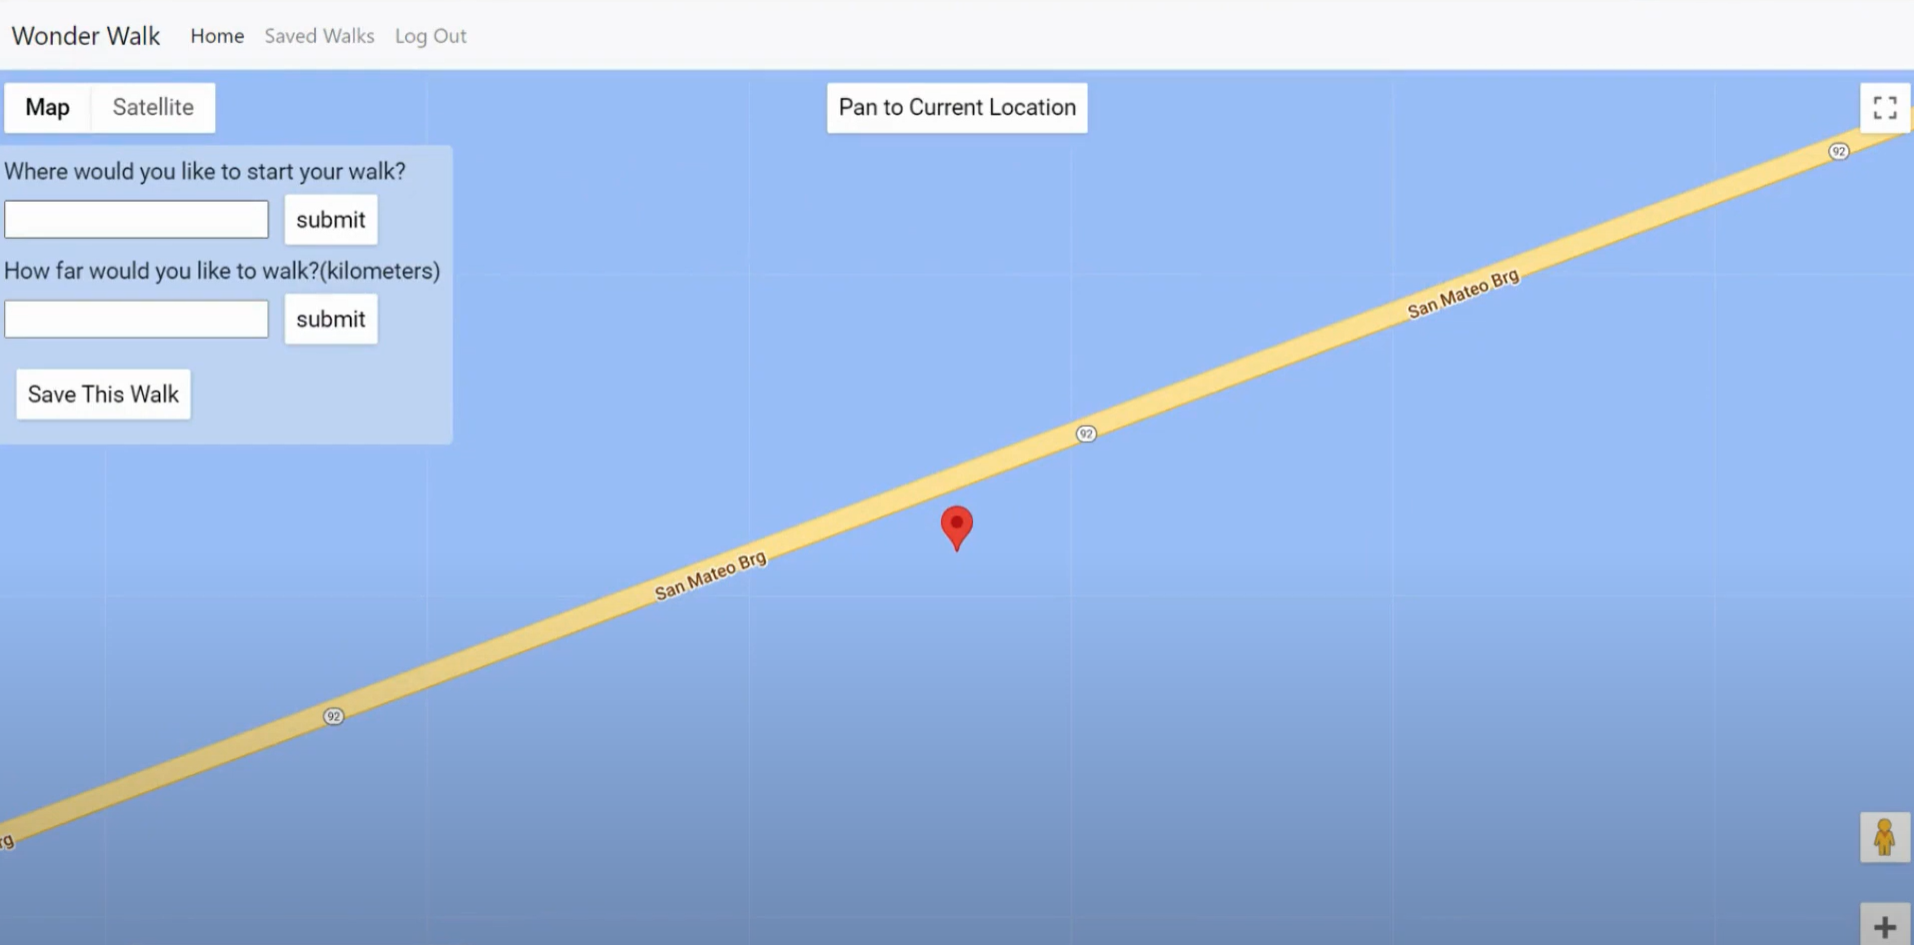 Wonder Walk Home Saved Walks Log Out
Map Satellite
Pan to Current Location
92
Where would you like to start your walk?
submit
How far would you like to walk?(kilometers)
San Mateo Brg
submit
Save This Walk
92
San Mateo Brg
92
rg